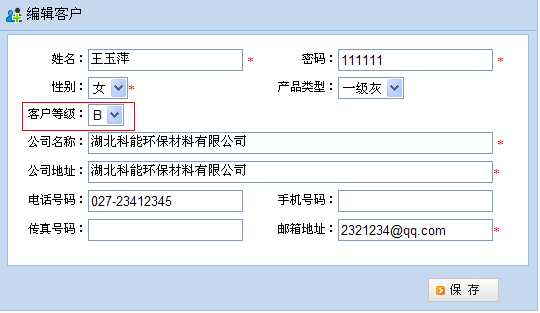 编辑客户
姓名： 王玉萍 * 密码： 111111 *
性别： 女 * 产品类型： 一级灰
客户等级： B
公司名称： 湖北科能环保材料有限公司 *
公司地址： 湖北科能环保材料有限公司 *
电话号码： 027-23412345 手机号码：
传真号码： 邮箱地址： 2321234@qq.com *
保 存